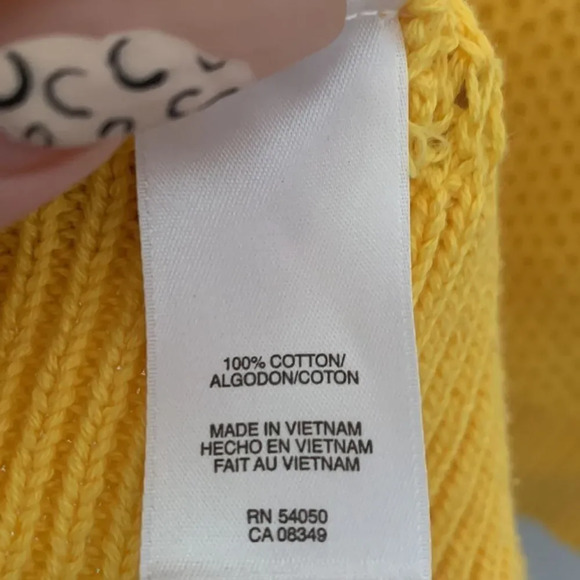 100% COTTON/
ALGODON/COTON
MADE IN VIETNAM
HECHO EN VIETNAM
FAIT AU VIETNAM
RN 54050
CA 08349